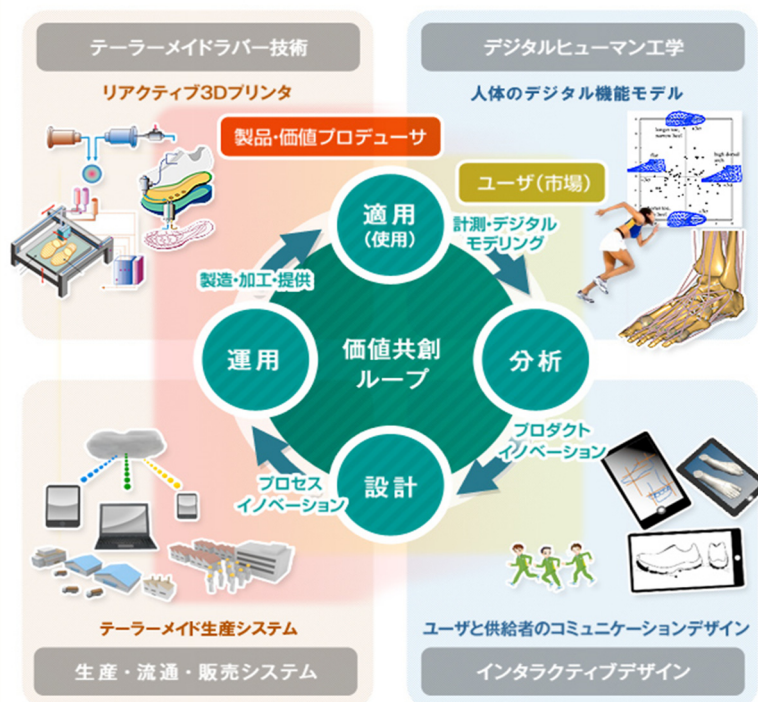 テーラーメイドラバー技術
デジタルヒューマン工学
リアクティブ3Dプリンタ
人体のデジタル機能モデル
製品・価値プロデューサ
ユーザ(市場)
適用
(使用)
計測・デジタル
モデリング
製造・加工・提供
運用
価値共創
ループ
分析
プロダクト
イノベーション
プロセス
イノベーション
設計
テーラーメイド生産システム
ユーザと供給者のコミュニケーションデザイン
生産・流通・販売システム
インタラクティブデザイン